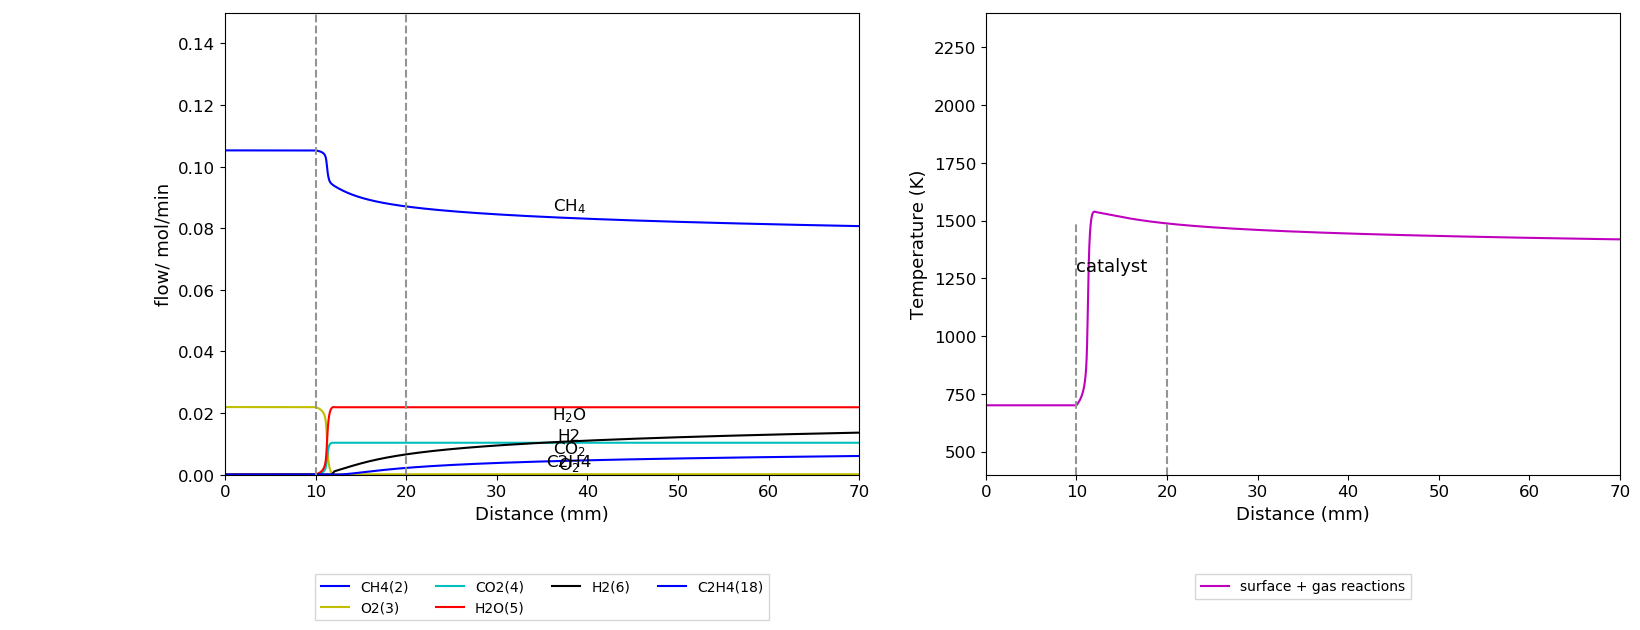 0.14
0.12
0.10
0.08
0.06
0.04
0.02
0.00
flow/ mol/min
CH4
H2O
H2
CO2
C2H4
O2
0 10 20 30 40 50 60 70
Distance (mm)
CH4(2) CO2(4) H2(6) C2H4(18)
O2(3) H2O(5)
2250
2000
1750
1500
1250
1000
750
500
Temperature (K)
catalyst
0 10 20 30 40 50 60 70
Distance (mm)
surface + gas reactions